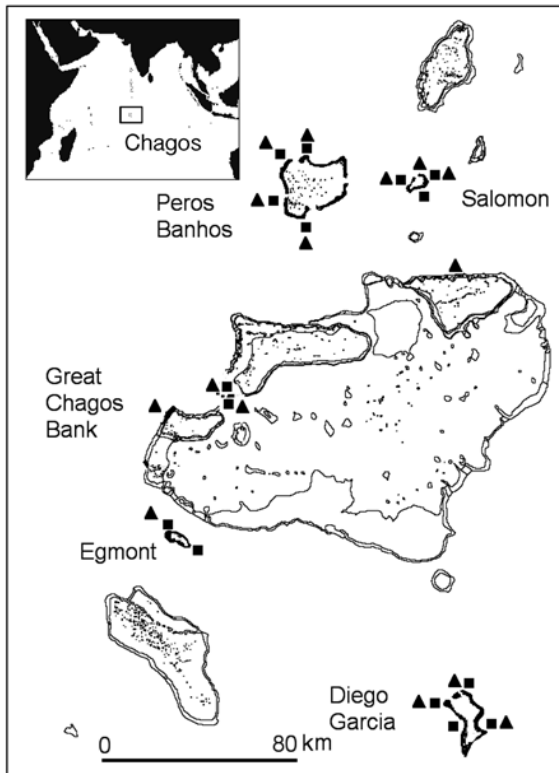 Chagos
Peros
Banhos
Salomon
Great
Chagos
Bank
Egmont
Diego
Garcia
0 80 km